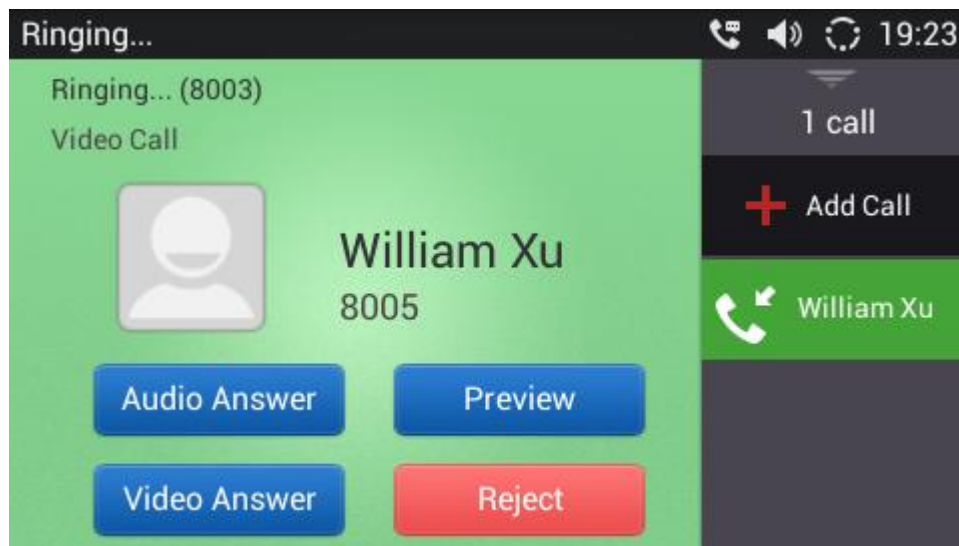 Ringing...
19:23
Ringing... (8003)
Video Call
William Xu
8005
Audio Answer
Preview
Video Answer
Reject
1 call
Add Call
William Xu